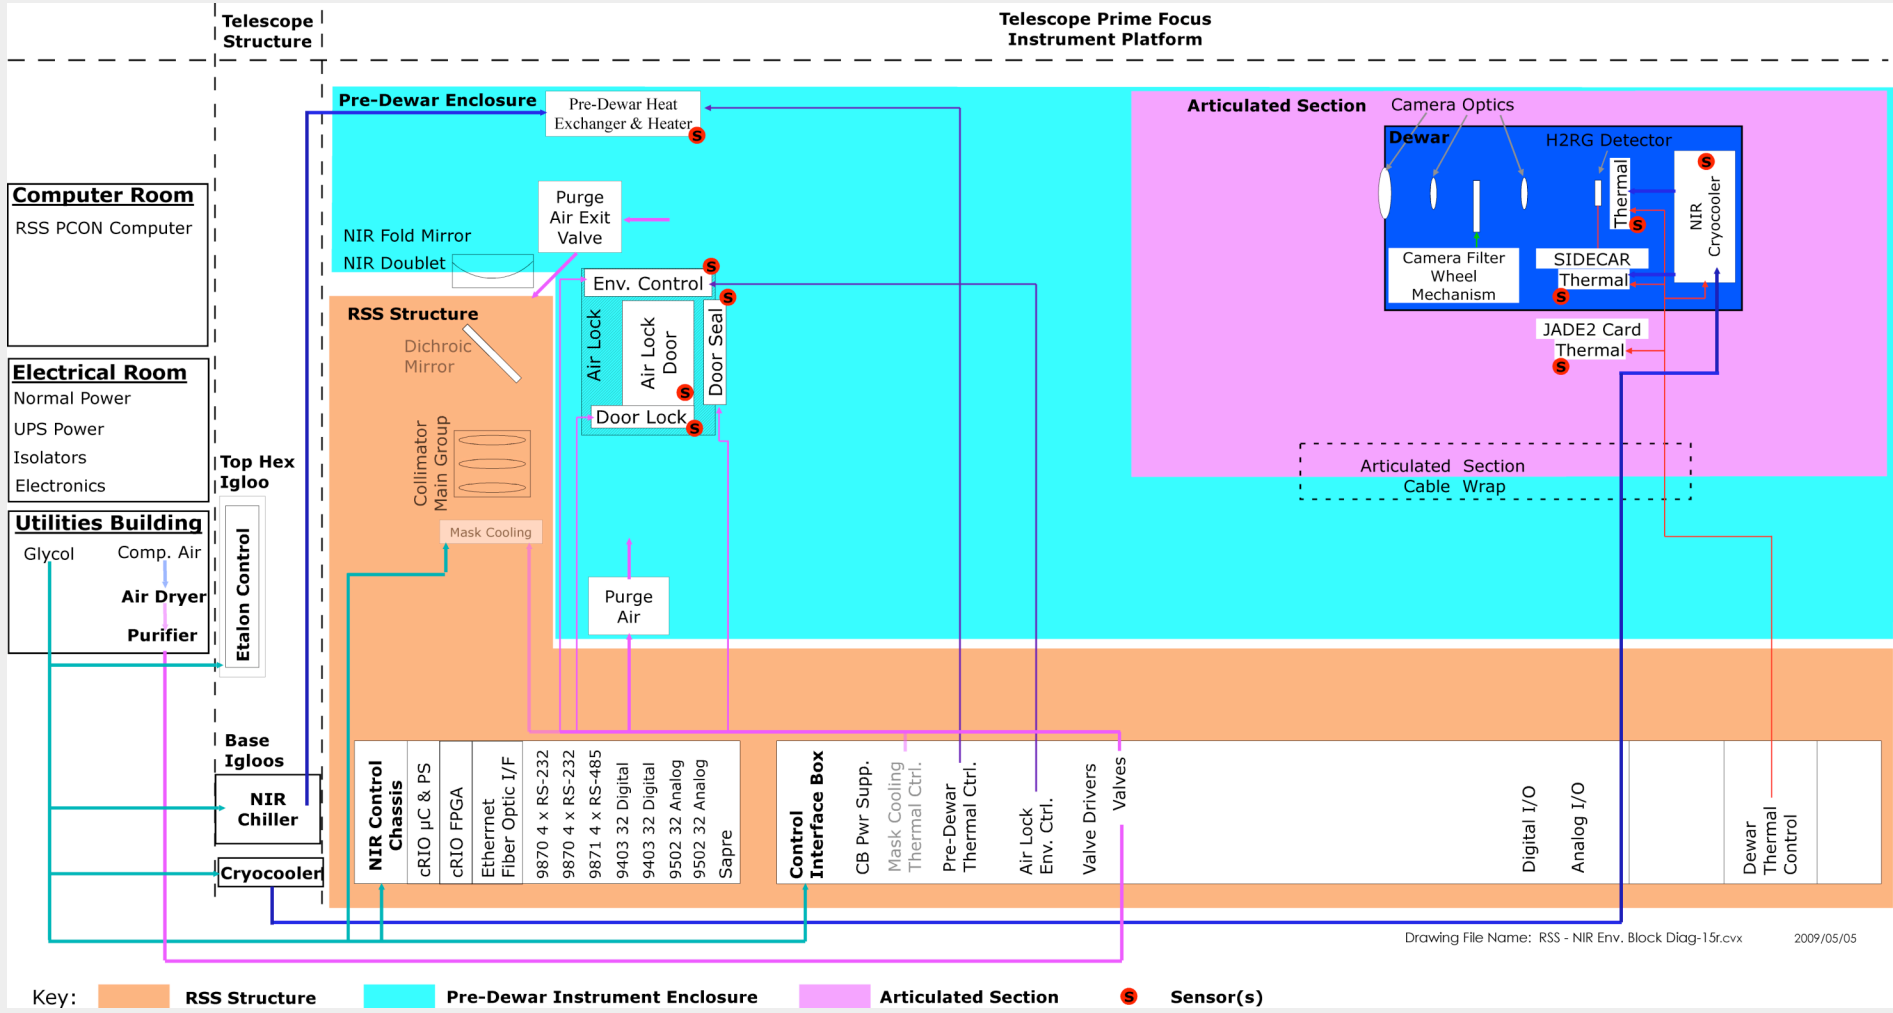 Telescope
Structure
Telescope Prime Focus
Instrument Platform
Pre-Dewar Enclosure
Pre-Dewar Heat
Exchanger & Heater
S
Articulated Section
Camera Optics
Dewar
H2RG Detector
Thermal
S
NIR
Cryocooler
S
Camera Filter
Wheel
Mechanism
SIDECAR
Thermal
S
JADE2 Card
Thermal
S
Articulated Section
Cable Wrap
Computer Room
RSS PCON Computer
Purge
Air Exit
Valve
NIR Fold Mirror
NIR Doublet
Env. Control
S
S
Air Lock
Air Lock
Door
S
Door Seal
Door Lock
S
RSS Structure
Dichroic
Mirror
Collimator
Main Group
Mask Cooling
Purge
Air
Electrical Room
Normal Power
UPS Power
Isolators
Electronics
Utilities Building
Glycol
Comp. Air
Air Dryer
Purifier
Top Hex
Igloo
Etalon Control
Base
Igloos
NIR
Chiller
Cryocooler
NIR Control
Chassis
cRIO µC & PS
cRIO FPGA
Etherrnet
Fiber Optic I/F
9870 4 x RS-232
9870 4 x RS-232
9871 4 x RS-485
9403 32 Digital
9403 32 Digital
9502 32 Analog
9502 32 Analog
Sapre
Control
Interface Box
CB Pwr Supp.
Mask Cooling
Thermal Ctrl.
Pre-Dewar
Thermal Ctrl.
Air Lock
Env. Ctrl.
Valve Drivers
Valves
Digital I/O
Analog I/O
Dewar
Thermal
Control
Drawing File Name: RSS - NIR Env. Block Diag-15r.cvx
2009/05/05
Key:
RSS Structure
Pre-Dewar Instrument Enclosure
Articulated Section
S
Sensor(s)